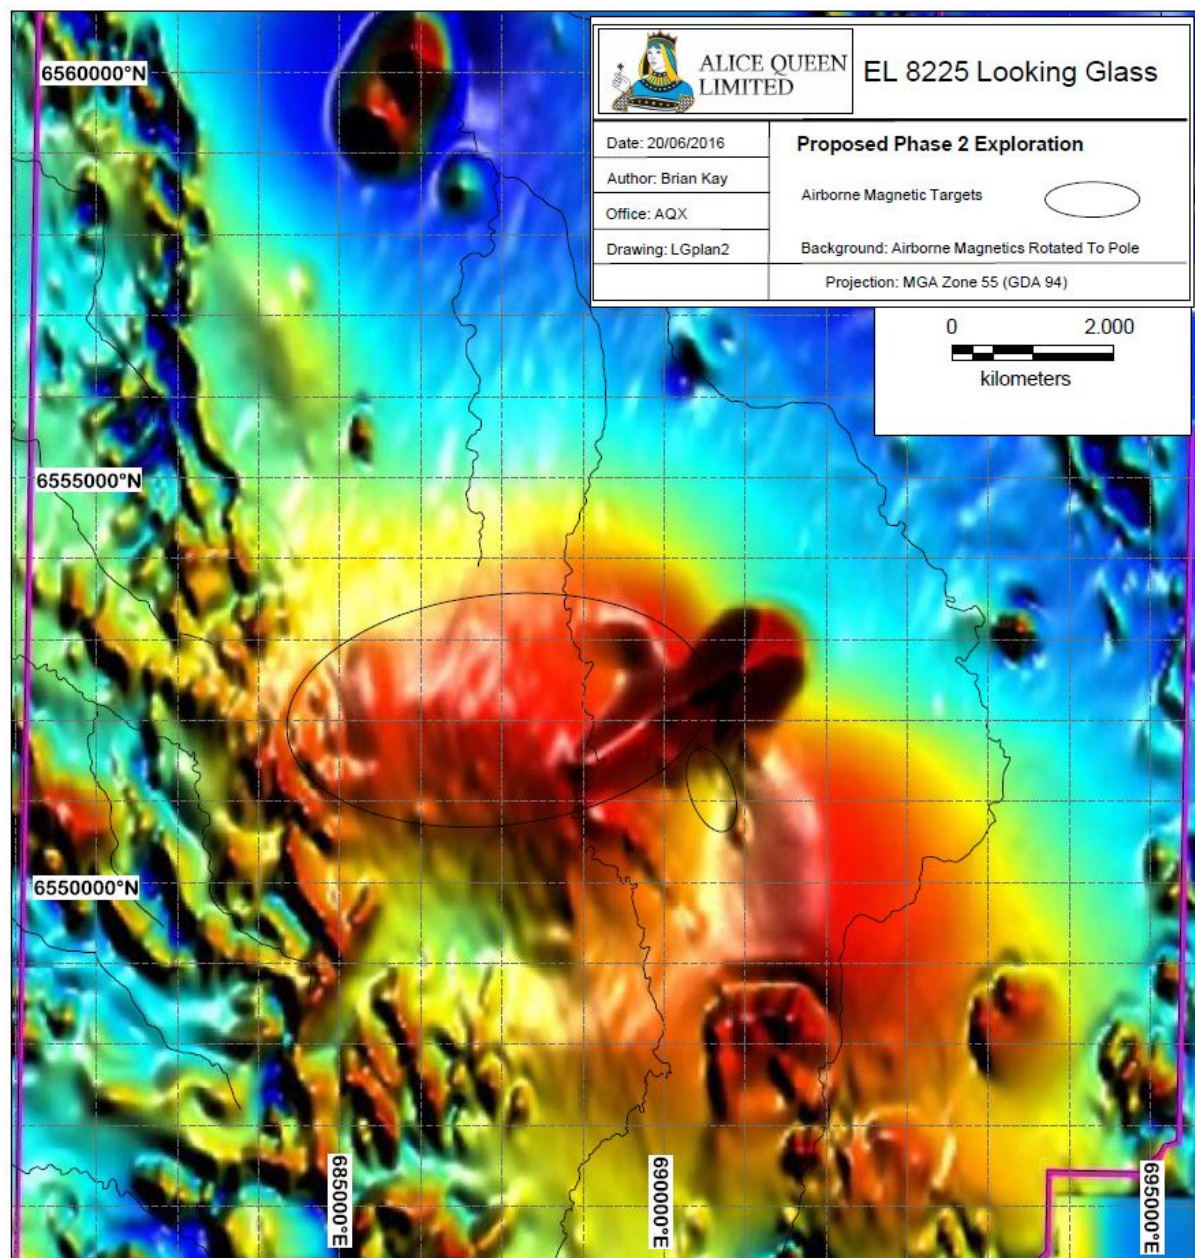 6560000°N
ALICE QUEEN
LIMITED
EL 8225 Looking Glass
Date: 20/06/2016
Author: Brian Kay
Office: AQX
Drawing: LGplan2
Proposed Phase 2 Exploration
Airborne Magnetic Targets
Background: Airborne Magnetics Rotated To Pole
Projection: MGA Zone 55 (GDA 94)
0 2.000
kilometers
6555000°N
6550000°N
685000°E
690000°E
695000°E